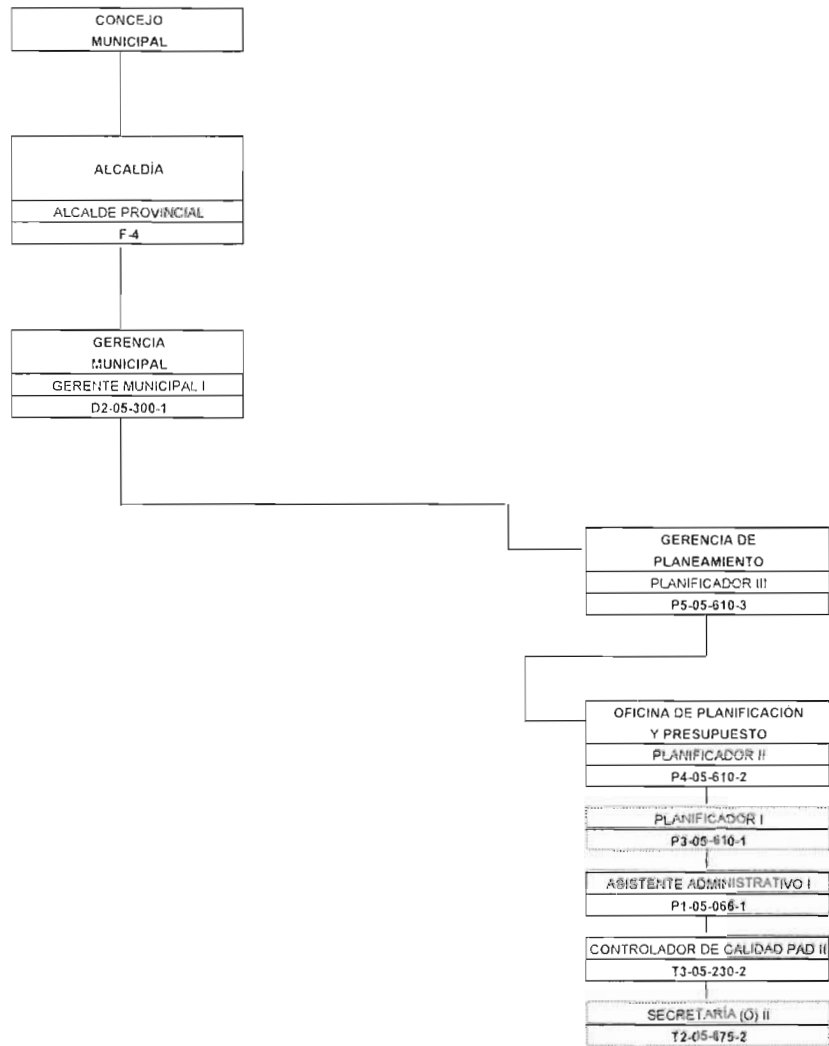 CONCEJO
MUNICIPAL
ALCALDÍA
ALCALDE PROVINCIAL
F-4
GERENCIA
MUNICIPAL
GERENTE MUNICIPAL I
D2-05-300-1
GERENCIA DE
PLANEAMIENTO
PLANIFICADOR III
P5-05-610-3
OFICINA DE PLANIFICACIÓN
Y PRESUPUESTO
PLANIFICADOR II
P4-05-610-2
PLANIFICADOR I
P3-05-610-1
ASISTENTE ADMINISTRATIVO I
P1-05-066-1
CONTROLADOR DE CALIDAD PAD II
T3-05-230-2
SECRETARÍA (O) II
T2-05-675-2